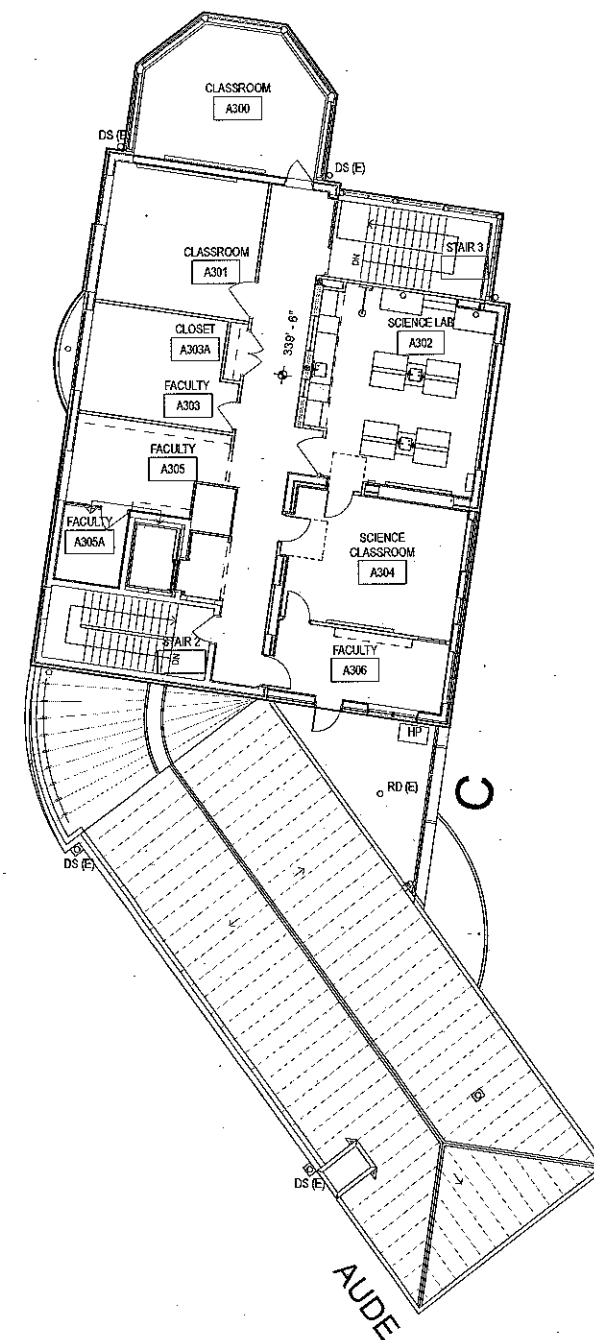 CLASSROOM
A300
DS (E)
DS (E)
CLASSROOM
A301
STAIR 3
DN
CLOSET
A303A
339' - 6"
SCIENCE LAB
A302
FACULTY
A303
FACULTY
A305
FACULTY
A305A
SCIENCE
CLASSROOM
A304
STAIR 2
DN
FACULTY
A306
HP
RD (E)
C
DS (E)
DS (E)
AUDE